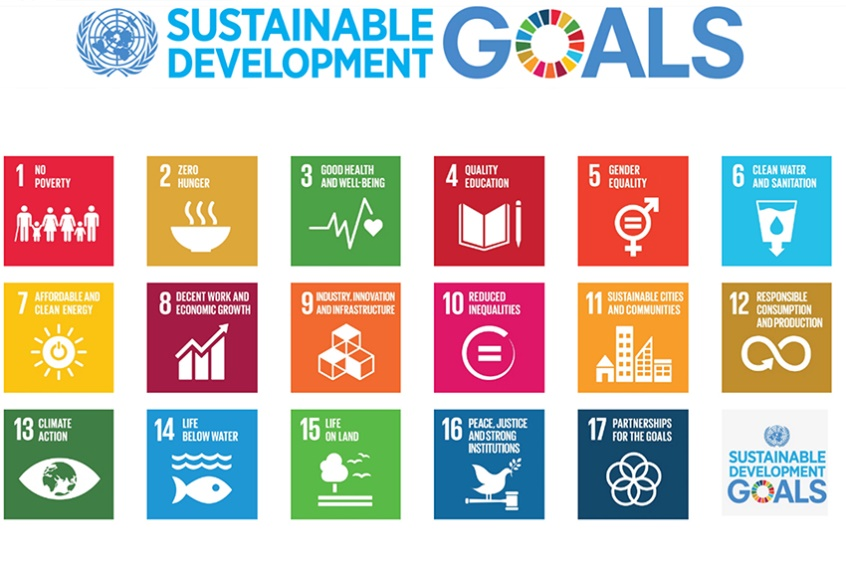 SUSTAINABLE
DEVELOPMENT
GOALS
1 NO
POVERTY
2 ZERO
HUNGER
3 GOOD HEALTH
AND WELL-BEING
4 QUALITY
EDUCATION
5 GENDER
EQUALITY
6 CLEAN WATER
AND SANITATION
7 AFFORDABLE AND
CLEAN ENERGY
8 DECENT WORK AND
ECONOMIC GROWTH
9 INDUSTRY, INNOVATION
AND INFRASTRUCTURE
10 REDUCED
INEQUALITIES
11 SUSTAINABLE CITIES
AND COMMUNITIES
12 RESPONSIBLE
CONSUMPTION
AND PRODUCTION
13 CLIMATE
ACTION
14 LIFE
BELOW WATER
15 LIFE
ON LAND
16 PEACE, JUSTICE
AND STRONG
INSTITUTIONS
17 PARTNERSHIPS
FOR THE GOALS
SUSTAINABLE
DEVELOPMENT
GOALS